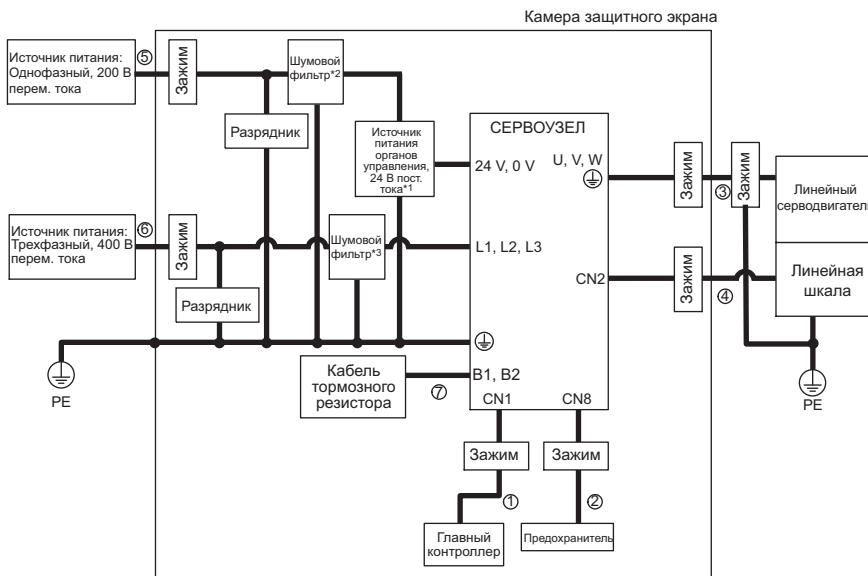 Камера защитного экрана
Источник питания:
Однофазный, 200 В
перем. тока
⑤
Зажим
Шумовой
фильтр*2
Разрядник
Источник
питания
органов
управления,
24 В пост.
тока*1
СЕРВОУЗЕЛ
24 V, 0 V
U, V, W
Зажим
③
Зажим
Линейный
серводвигатель
Источник питания:
Трехфазный, 400 В
перем. тока
⑥
Зажим
Шумовой
фильтр*3
Разрядник
L1, L2, L3
CN2
Зажим
④
Линейная
шкала
PE
PE
Кабель
тормозного
резистора
⑦
B1, B2
CN1
CN8
Зажим
Зажим
①
②
Главный
контроллер
Предохранитель